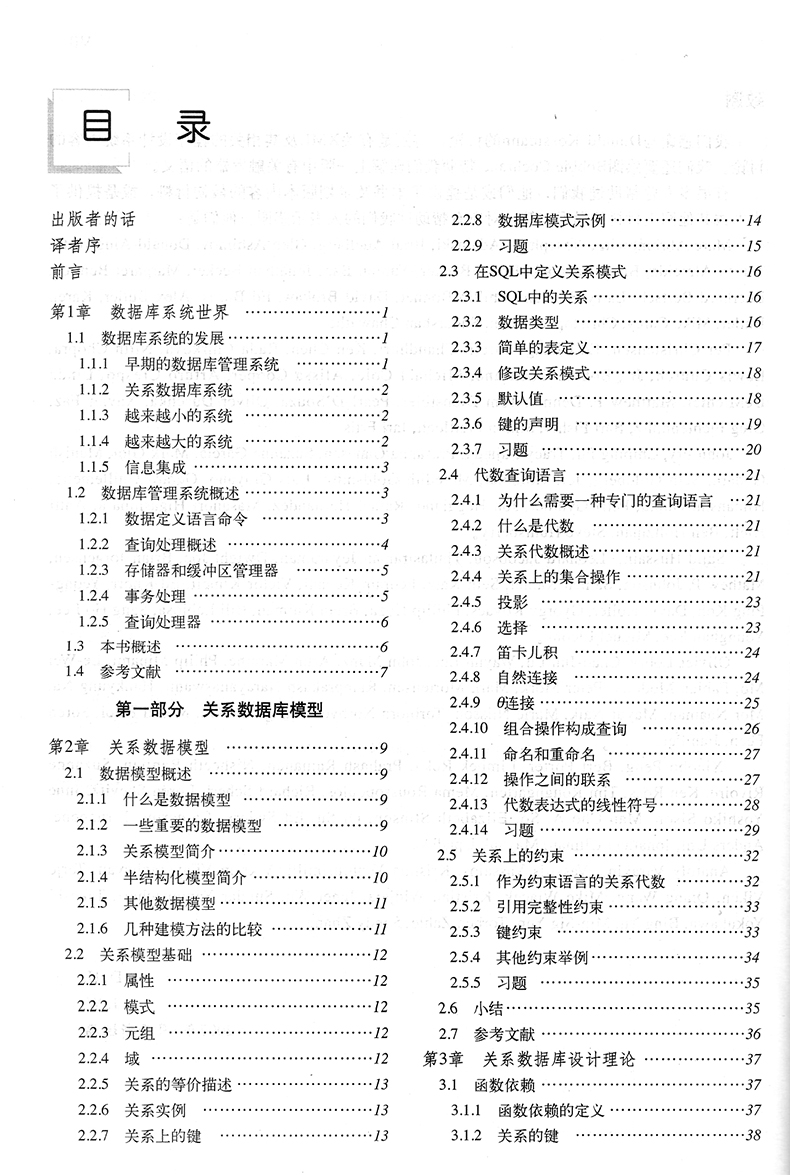 目 录
出版者的话
译者序
前言
第1章 数据库系统世界 …………………1
1.1 数据库系统的发展…………………1
1.1.1 早期的数据库管理系统 …………1
1.1.2 关系数据库系统 …………………2
1.1.3 越来越小的系统 …………………2
1.1.4 越来越大的系统 …………………2
1.1.5 信息集成 …………………………3
1.2 数据库管理系统概述………………3
1.2.1 数据定义语言命令 ………………3
1.2.2 查询处理概述 ……………………4
1.2.3 存储器和缓冲区管理器 …………5
1.2.4 事务处理 …………………………5
1.2.5 查询处理器 ………………………6
1.3 本书概述 …………………………6
1.4 参考文献 …………………………7
第一部分 关系数据库模型
第2章 关系数据模型 …………………9
2.1 数据模型概述 ……………………9
2.1.1 什么是数据模型 …………………9
2.1.2 一些重要的数据模型 ……………9
2.1.3 关系模型简介……………………10
2.1.4 半结构化模型简介………………10
2.1.5 其他数据模型……………………11
2.1.6 几种建模方法的比较 ……………11
2.2 关系模型基础 ……………………12
2.2.1 属性 ………………………………12
2.2.2 模式 ………………………………12
2.2.3 元组 ………………………………12
2.2.4 域 …………………………………12
2.2.5 关系的等价描述…………………13
2.2.6 关系实例 …………………………13
2.2.7 关系上的键 ………………………13
2.2.8 数据库模式示例…………………14
2.2.9 习题 ………………………………15
2.3 在SQL中定义关系模式 …………16
2.3.1 SQL中的关系……………………16
2.3.2 数据类型 …………………………16
2.3.3 简单的表定义……………………17
2.3.4 修改关系模式……………………18
2.3.5 默认值 ……………………………18
2.3.6 键的声明 …………………………19
2.3.7 习题 ………………………………20
2.4 代数查询语言 ……………………21
2.4.1 为什么需要一种专门的查询语言 …21
2.4.2 什么是代数 ………………………21
2.4.3 关系代数概述……………………21
2.4.4 关系上的集合操作………………21
2.4.5 投影 ………………………………23
2.4.6 选择 ………………………………23
2.4.7 笛卡儿积 …………………………24
2.4.8 自然连接 …………………………24
2.4.9 θ连接………………………………25
2.4.10 组合操作构成查询 ……………26
2.4.11 命名和重命名 …………………27
2.4.12 操作之间的联系 ………………27
2.4.13 代数表达式的线性符号…………28
2.4.14 习题 ……………………………29
2.5 关系上的约束 ……………………32
2.5.1 作为约束语言的关系代数 ………32
2.5.2 引用完整性约束…………………33
2.5.3 键约束 ……………………………33
2.5.4 其他约束举例……………………34
2.5.5 习题 ………………………………35
2.6 小结………………………………35
2.7 参考文献 …………………………36
第3章 关系数据库设计理论 …………37
3.1 函数依赖 …………………………37
3.1.1 函数依赖的定义…………………37
3.1.2 关系的键 …………………………38